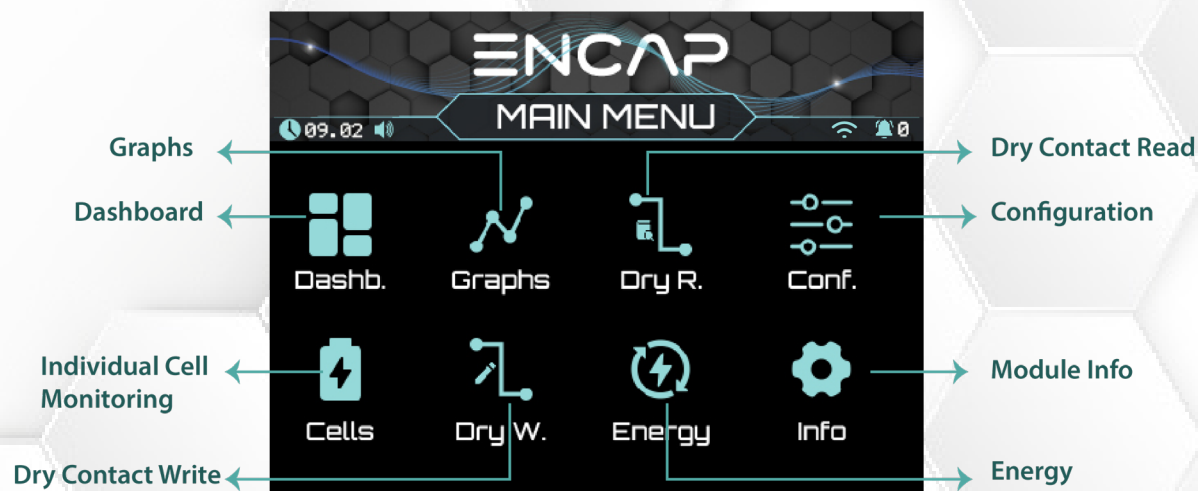 ENCAP
MAIN MENU
09.02
0
Graphs
Dry Contact Read
Dashboard
Configuration
Dashb.
Graphs
Dry R.
Conf.
Individual Cell
Monitoring
Module Info
Cells
Dry W.
Energy
Info
Dry Contact Write
Energy